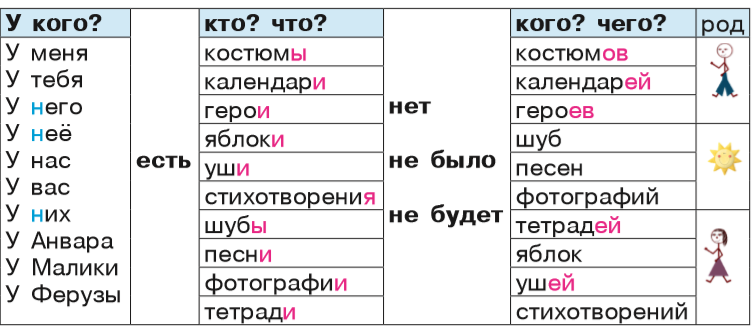 У кого? кто? что? кого? чего? род
У меня костюмы костюмов
У тебя календари календарей
У него герои нет героев
У неё яблоки шуб
У нас есть уши не было песен
У вас стихотворения фотографий
У них шубы не будет тетрадей
У Анвара песни яблок
У Малики фотографии ушей
У Ферузы тетради стихотворений